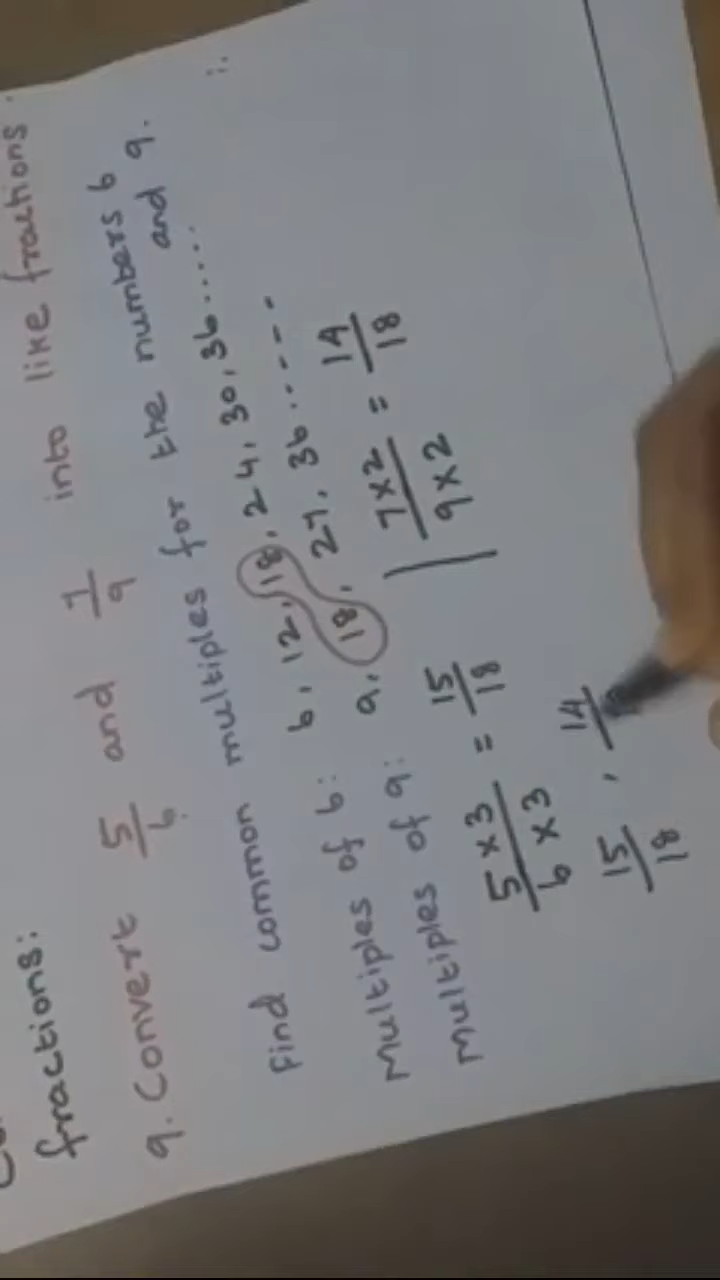 fractions:
q. Convert 5/6 and 7/9 into like fractions.
Find common multiples for the numbers 6
and 9.
Multiples of 6: 6, 12, 18, 24, 30, 36.....
Multiples of 9: 9, 18, 27, 36.....
5×3/6×3 = 15/18 | 7×2/9×2 = 14/18
15/18, 14/